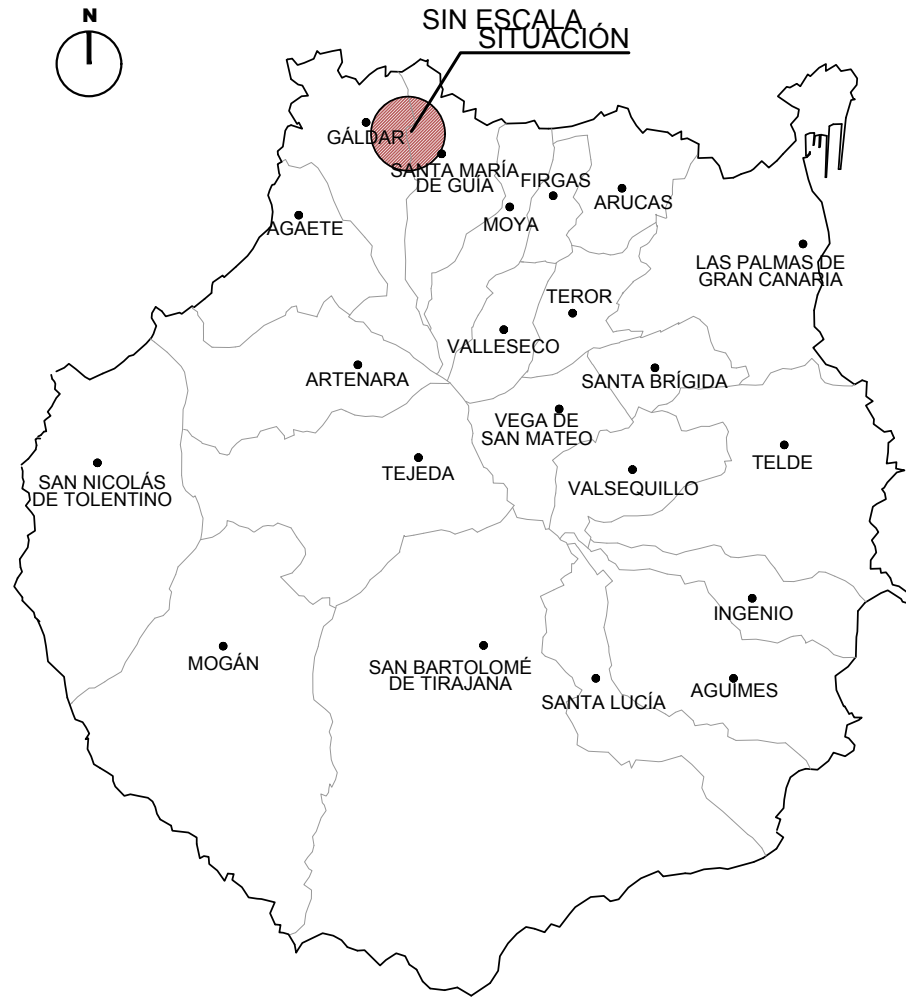 N
SIN ESCALA
SITUACIÓN
GÁLDAR
SANTA MARÍA
DE GUÍA
FIRGAS
ARUCAS
MOYA
AGAETE
LAS PALMAS DE
GRAN CANARIA
TEROR
VALLESECO
ARTENARA
SANTA BRÍGIDA
VEGA DE
SAN MATEO
TEJEDA
TELDE
SAN NICOLÁS
DE TOLENTINO
VALSEQUILLO
INGENIO
MOGÁN
SAN BARTOLOMÉ
DE TIRAJANA
SANTA LUCÍA
AGUIMES